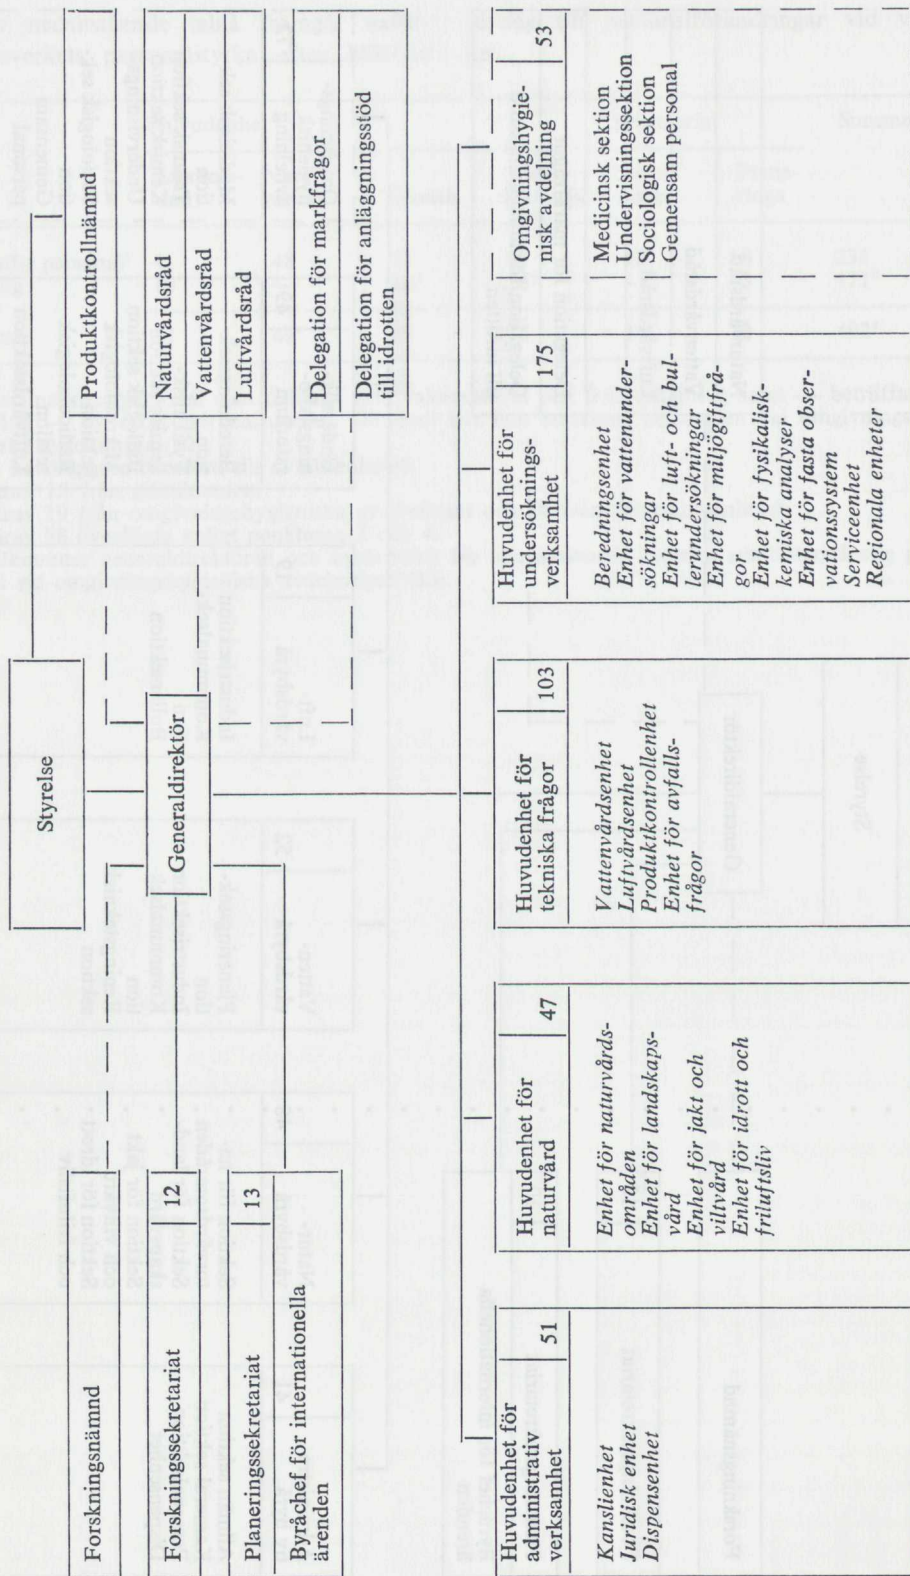 Styrelse
Produktkontrollnämnd
Forskningsnämnd
Generaldirektör
Naturvårdsråd
Vattenvårdsråd
Luftvårdsråd
Forskningssekretariat 12
Delegation för markfrågor
Delegation för anläggningsstöd
till idrotten
Planeringssekretariat 13
Byråchef för internationella
ärenden
Huvudenhet för
administrativ
verksamhet 51
Kanslienhet
Juridisk enhet
Dispensenhet
Huvudenhet för
naturvård 47
Enhet för naturvårds-
områden
Enhet för landskaps-
vård
Enhet för jakt och
viltvård
Enhet för idrott och
friluftsliv
Huvudenhet för
tekniska frågor 103
Vattenvårdsenhet
Luftvårdsenhet
Produktkontrollenhet
Enhet för avfalls-
frågor
Huvudenhet för
undersöknings-
verksamhet 175
Beredningsenhet
Enhet för vattenunder-
sökningar
Enhet för luft- och bul-
lerundersökningar
Enhet för miljögiftfrå-
gor
Enhet för fysikalisk-
kemiska analyser
Enhet för fasta obser-
vationssystem
Serviceenhet
Regionala enheter
Omgivningshygie-
nisk avdelning 53
Medicinsk sektion
Undervisningssektion
Sociologisk sektion
Gemensam personal